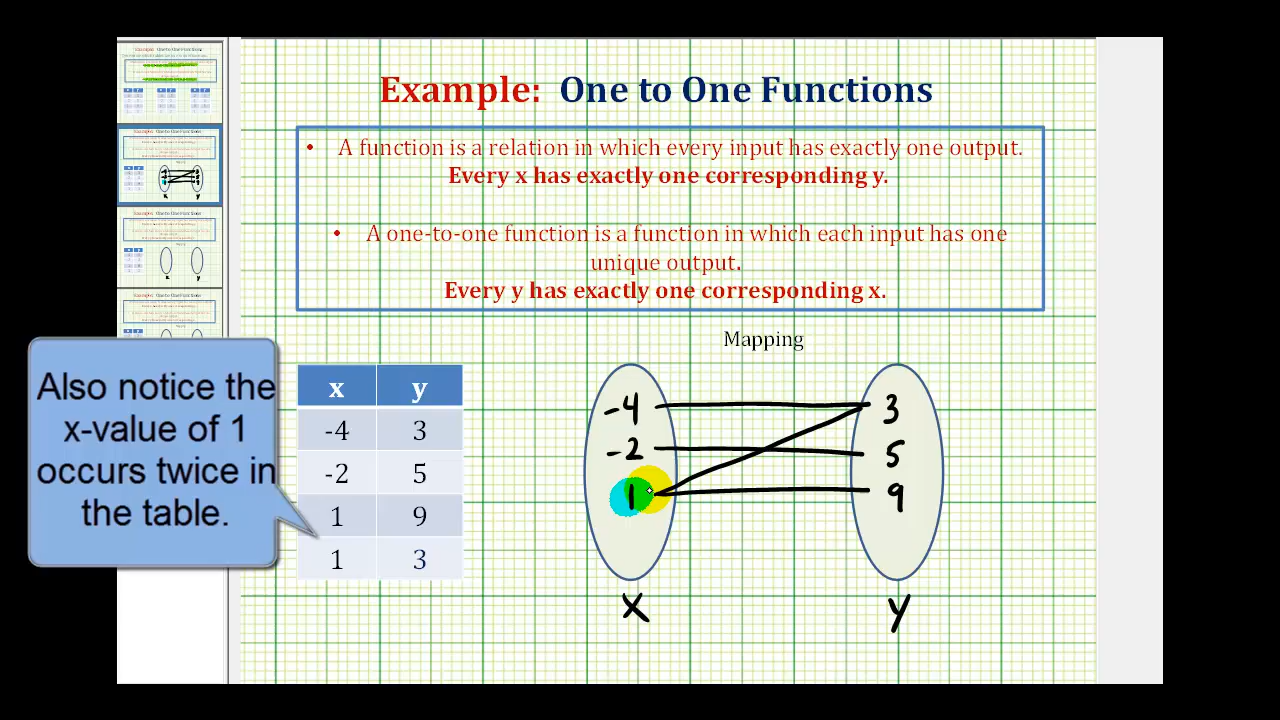 Example: One to One Functions
• A function is a relation in which every input has exactly one output.
Every x has exactly one corresponding y.
• A one-to-one function is a function in which each input has one
unique output.
Every y has exactly one corresponding x.
Mapping
Also notice the
x-value of 1
occurs twice in
the table.
x y
-4 3
-2 5
1 9
1 3
-4 3
-2 5
1 9
x y